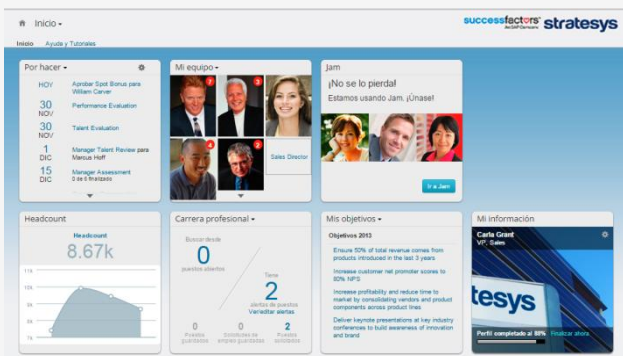 Inicio
successfactors
stratesys
Inicio Ayuda y Tutoriales
Por hacer
HOY Aprobar Spot Bonus para
William Carver
30 NOV Performance Evaluation
30 NOV Talent Evaluation
1 DIC Manager Talent Review para
Marcus Hoff
15 DIC Manager Assessment
0 de 6 finalizado
Mi equipo
Sales Director
Jam
¡No se lo pierda!
Estamos usando Jam. ¡Únase!
Ir a Jam
Headcount
Headcount
8.67k
Carrera profesional
Buscar desde
0
puestos abiertos
Tiene
2
alertas de puestos
Ver/editar alertas
0
Puestos
guardados
0
Solicitudes de
empleo guardadas
2
Puestos
solicitados
Mis objetivos
Objetivos 2013
Ensure 50% of total revenue comes from
products introduced in the last 3 years
Increase customer net promoter scores to
80% NPS
Increase profitability and reduce time to
market by consolidating vendors and product
components across product lines
Deliver keynote presentations at key industry
conferences to build awareness of innovation
and brand
Mi información
Carla Grant
VP, Sales
tesys
Perfil completado al 88% Finalizar ahora